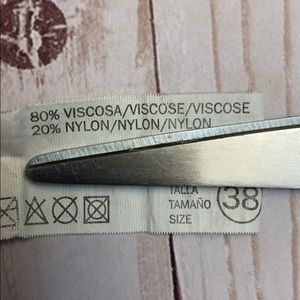 80% VISCOSA/VISCOSE/VISCOSE
20% NYLON/NYLON/NYLON
TALLA
TAMAÑO
SIZE
38